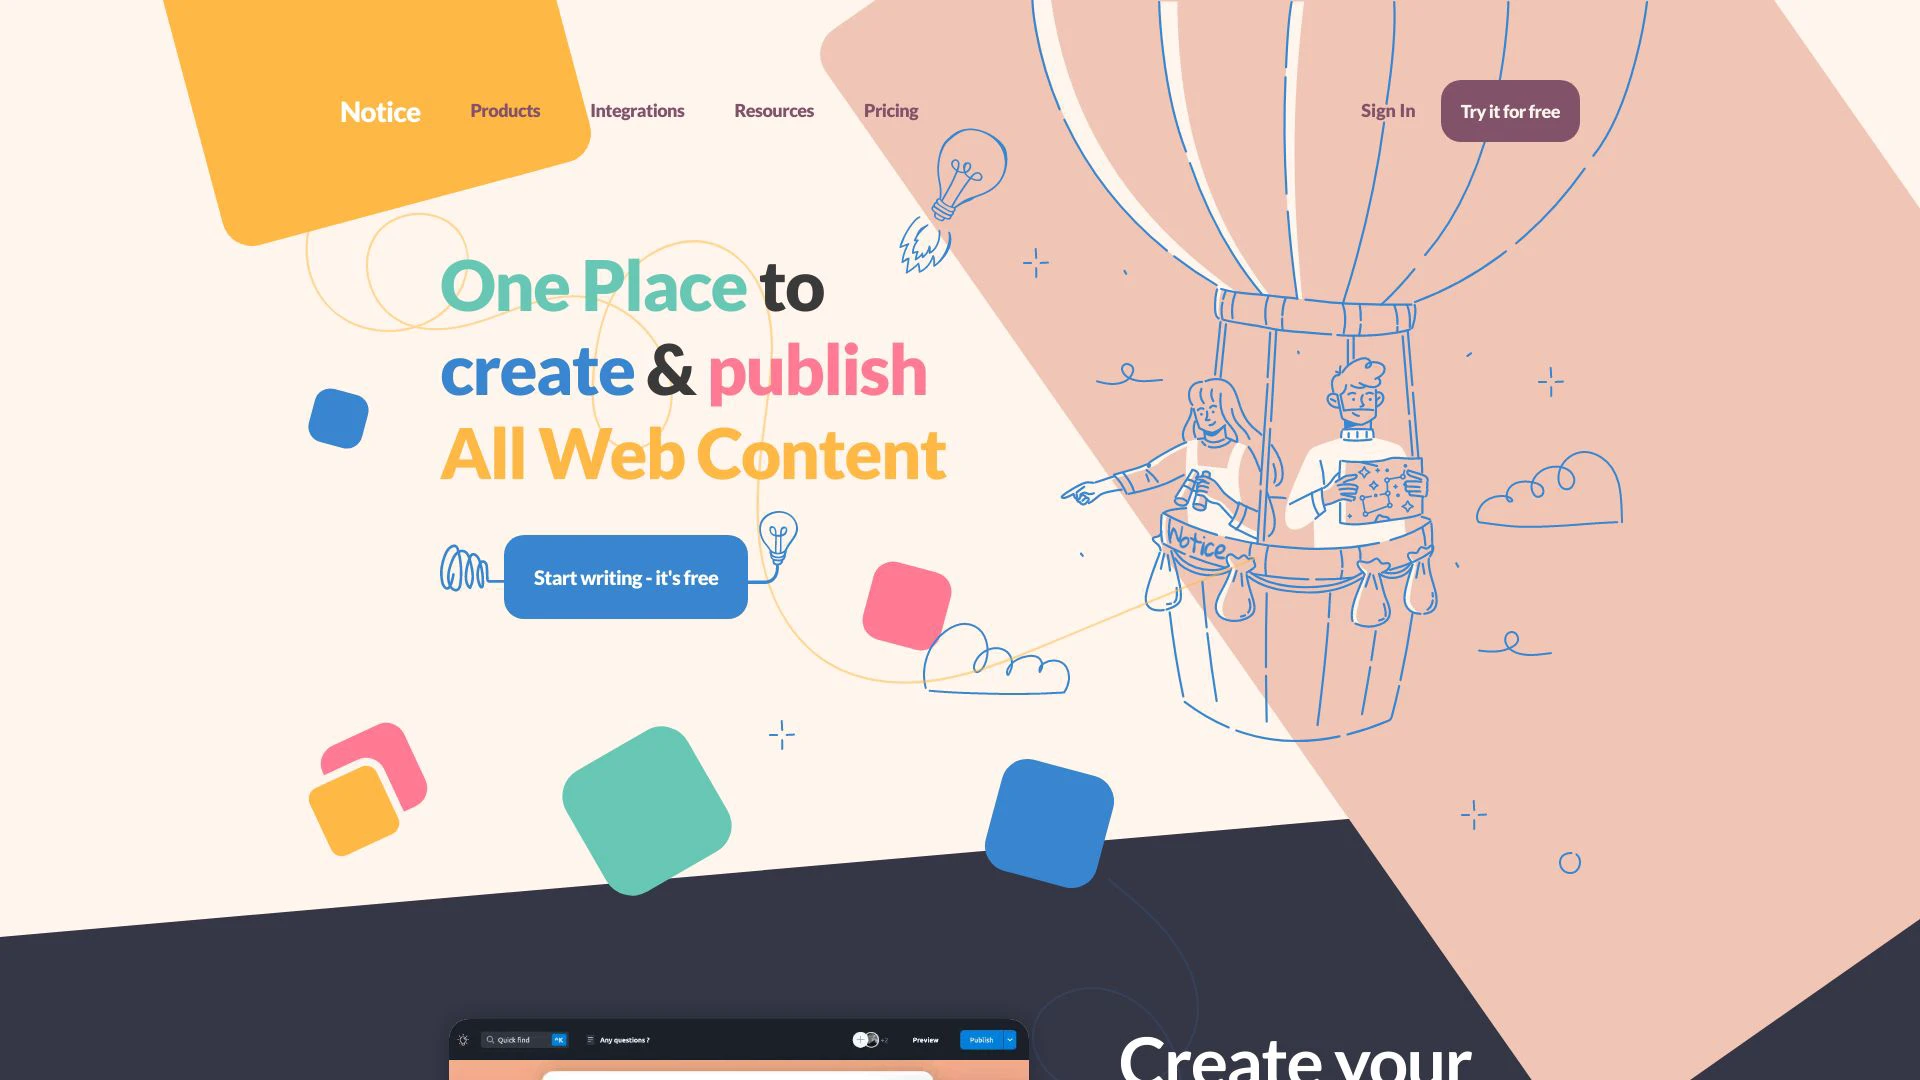 Notice Products Integrations Resources Pricing Sign In Try it for free
One Place to
create & publish
All Web Content
Start writing - it's free
Notice
Quick find ^K Any questions ? +2 Preview Publish
Create your